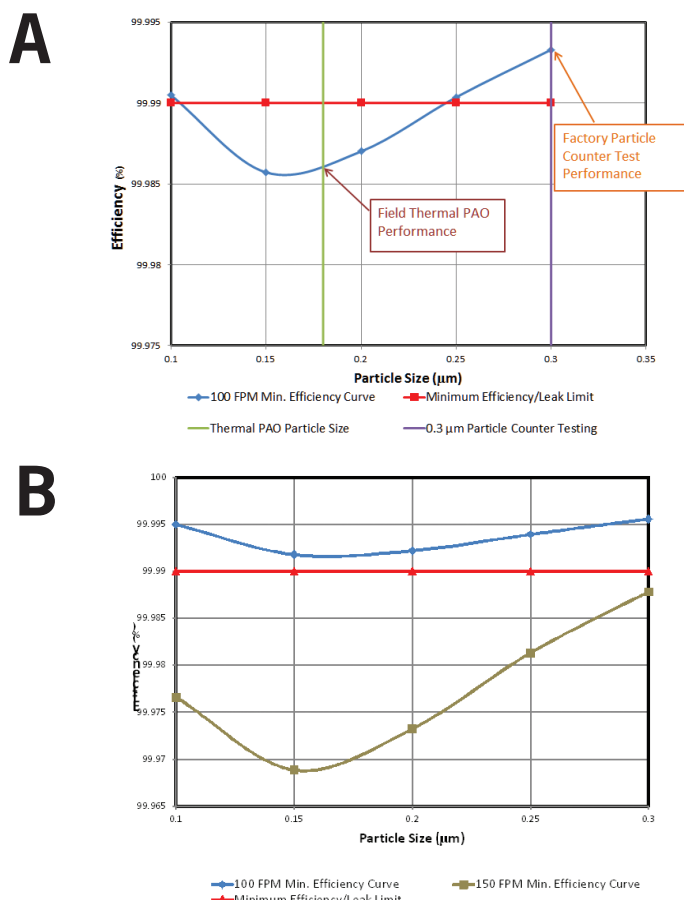 A
99.995
99.99
99.985
99.98
99.975
Efficiency (%)
0.1 0.15 0.2 0.25 0.3 0.35
Particle Size (μm)
Factory Particle
Counter Test
Performance
Field Thermal PAO
Performance
100 FPM Min. Efficiency Curve Minimum Efficiency/Leak Limit
Thermal PAO Particle Size 0.3 μm Particle Counter Testing
B
100
99.995
99.99
99.985
99.98
99.975
99.97
99.965
0.1 0.15 0.2 0.25 0.3
Particle Size (μm)
100 FPM Min. Efficiency Curve 150 FPM Min. Efficiency Curve
Minimum Efficiency/Leak Limit